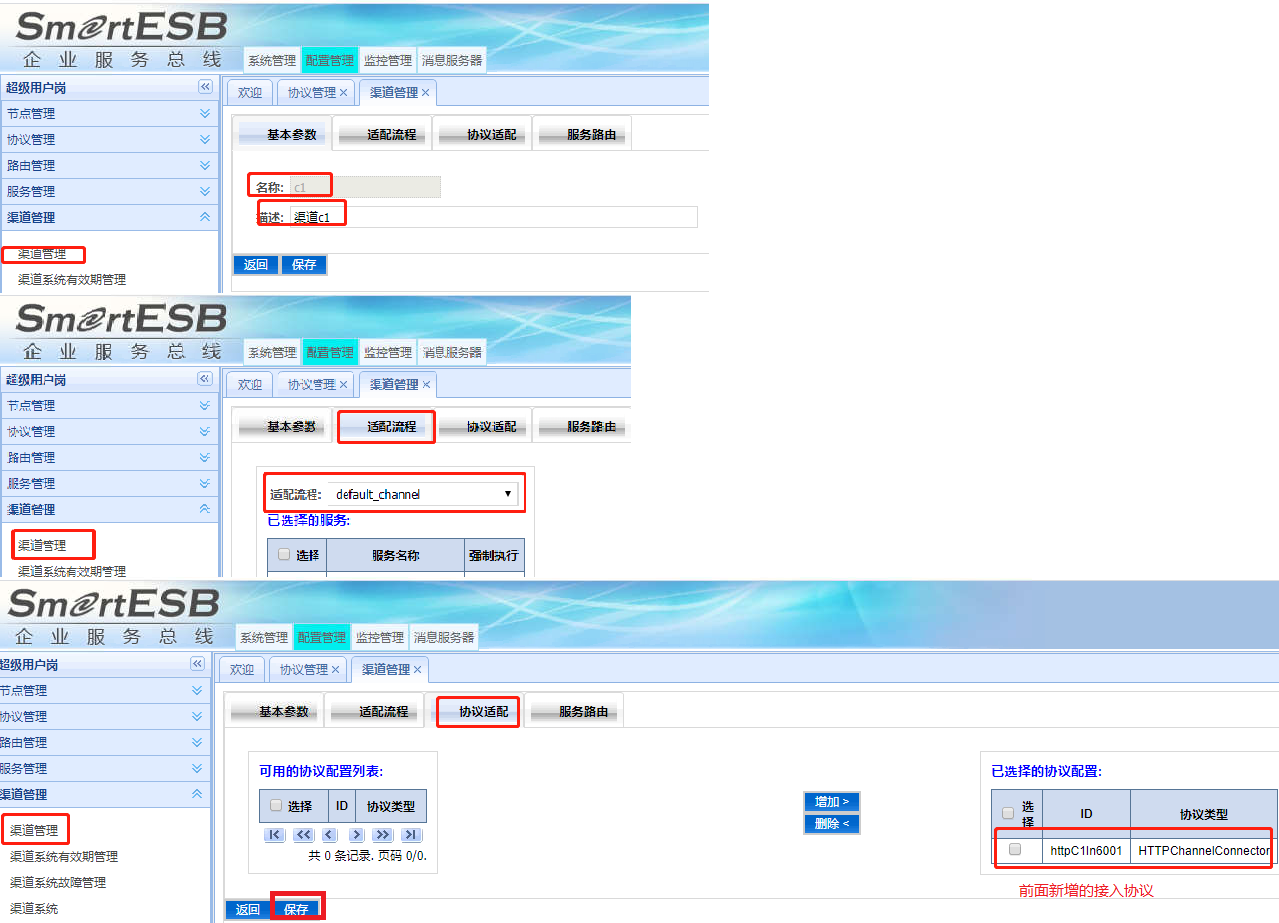 Sm@rtESB
企业服务总线
系统管理 配置管理 监控管理 消息服务器
超级用户岗
欢迎 协议管理 渠道管理
节点管理
协议管理
路由管理
服务管理
渠道管理
渠道管理
渠道系统有效期管理
基本参数 适配流程 协议适配 服务路由
名称: c1
描述: 渠道c1
返回 保存
Sm@rtESB
企业服务总线
系统管理 配置管理 监控管理 消息服务器
超级用户岗
欢迎 协议管理 渠道管理
节点管理
协议管理
路由管理
服务管理
渠道管理
渠道管理
渠道系统有效期管理
基本参数 适配流程 协议适配 服务路由
适配流程: default_channel
已选择的服务:
选择 服务名称 强制执行
Sm@rtESB
企业服务总线
系统管理 配置管理 监控管理 消息服务器
超级用户岗
欢迎 协议管理 渠道管理
节点管理
协议管理
路由管理
服务管理
渠道管理
渠道管理
渠道系统有效期管理
渠道系统故障管理
渠道系统
基本参数 适配流程 协议适配 服务路由
可用的协议配置列表:
选择 ID 协议类型
共 0 条记录. 页码 0/0.
增加 >
删除 <
已选择的协议配置:
选择 ID 协议类型
httpC1In6001 HTTPChannelConnector
前面新增的接入协议
返回 保存